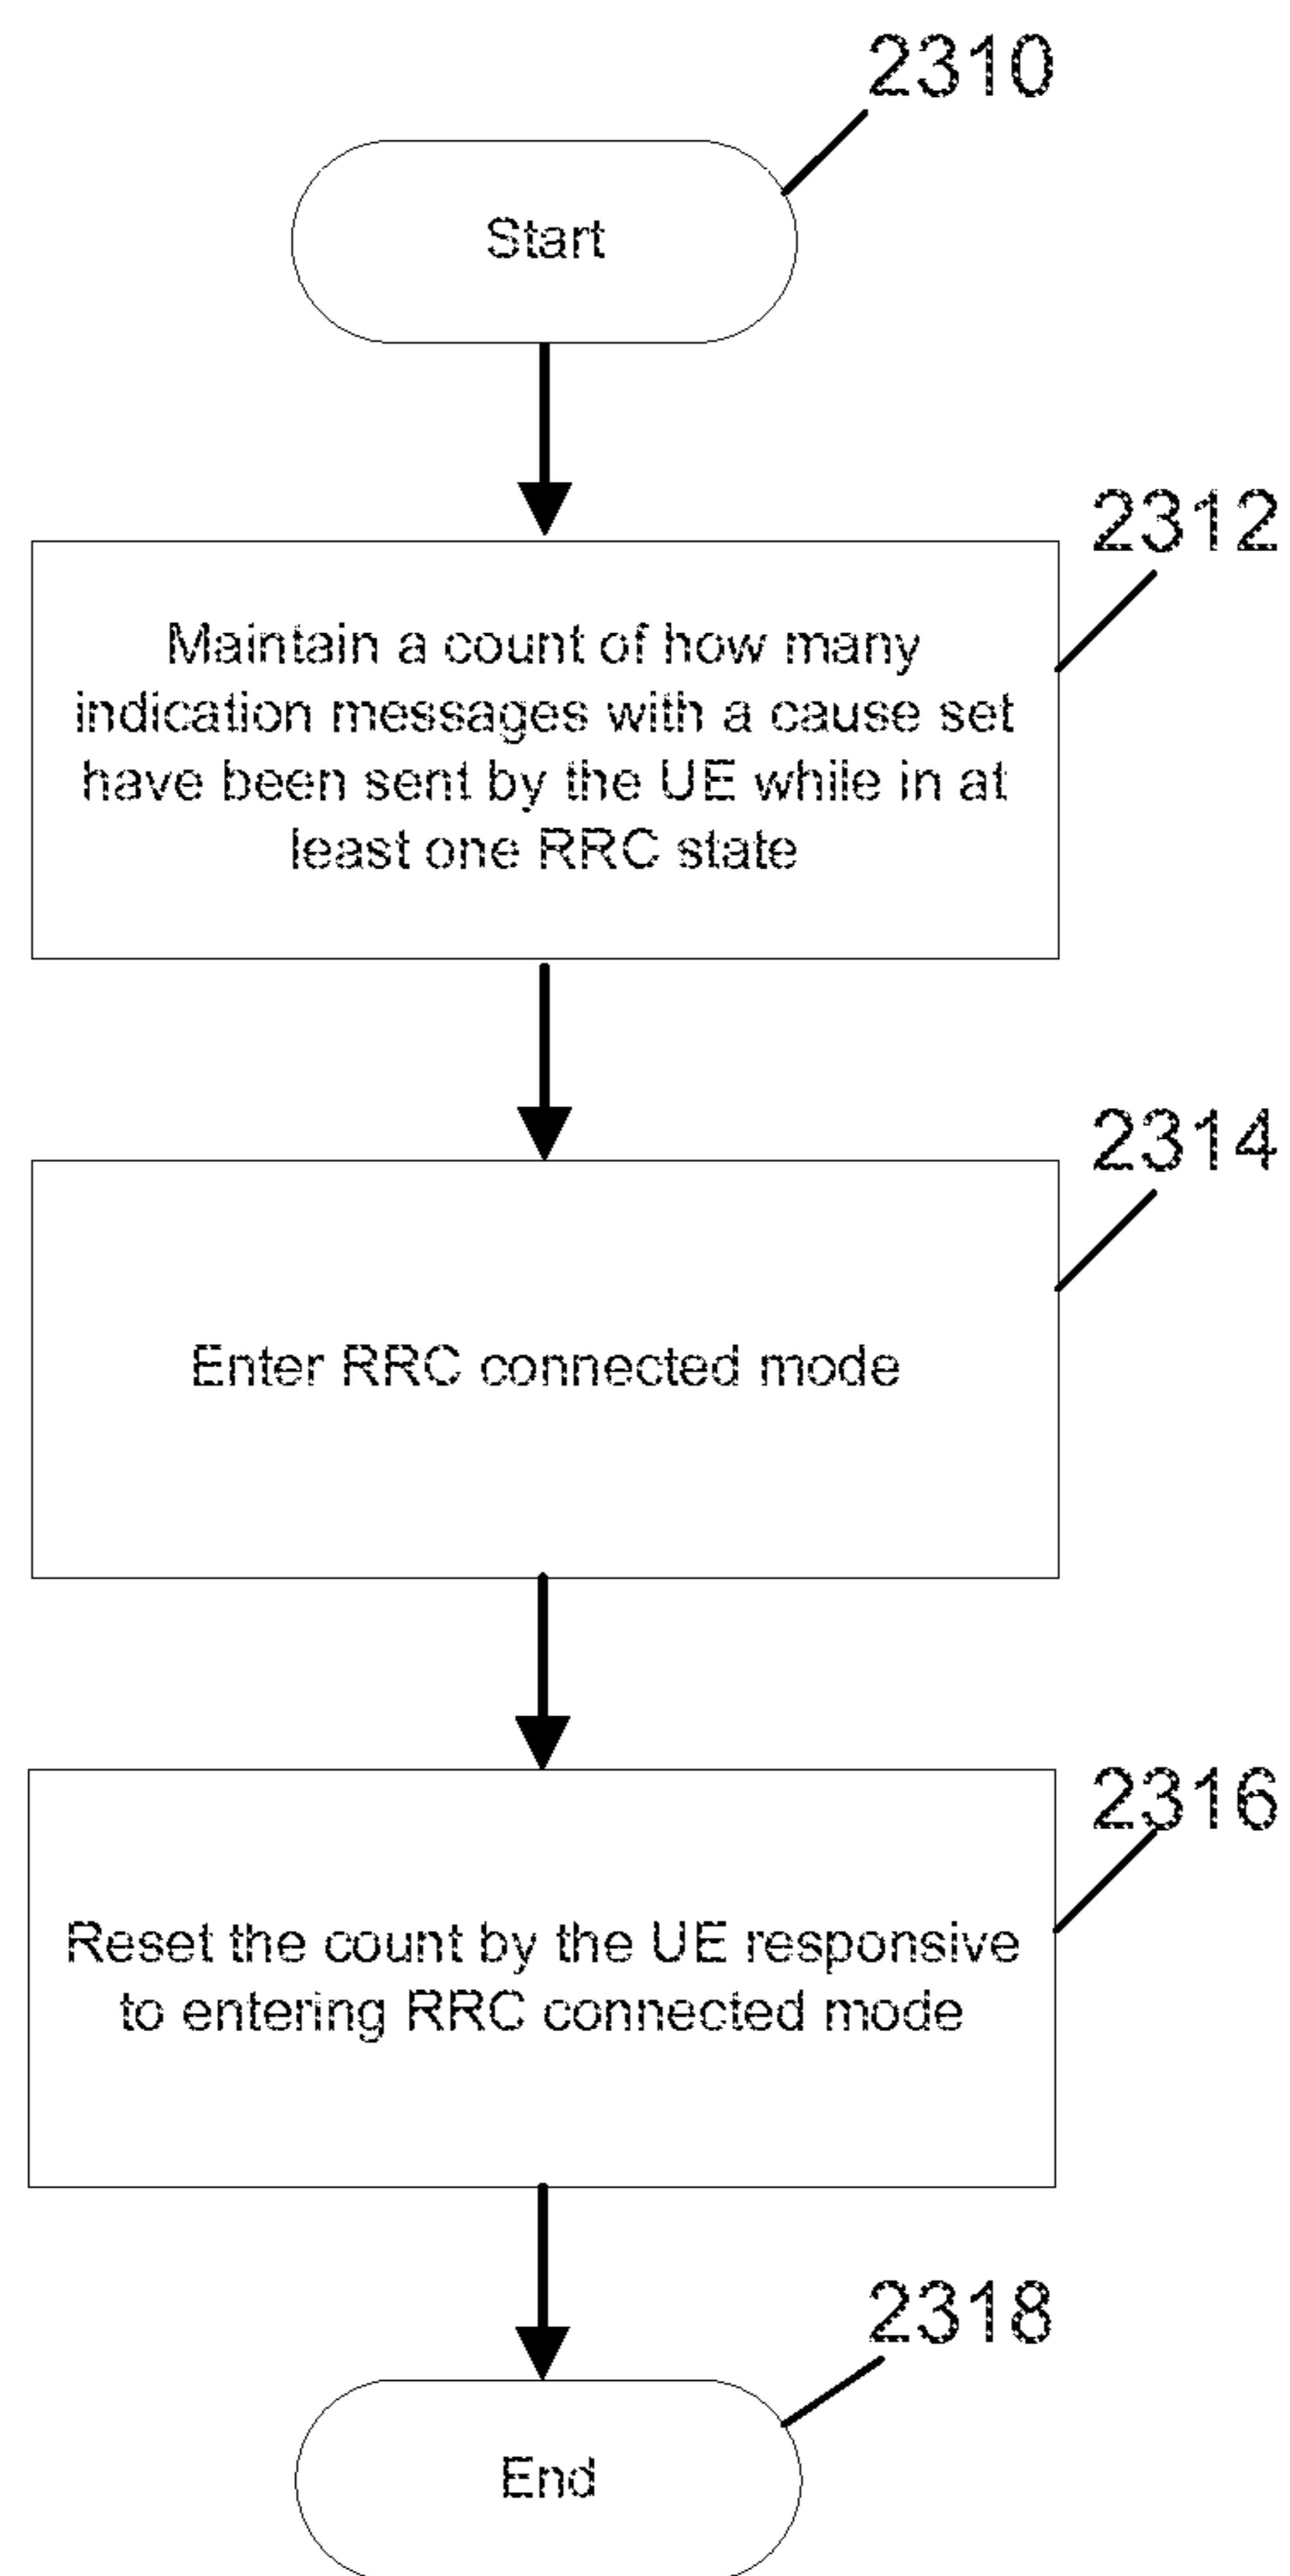 2310
Start
2312
Maintain a count of how many
indication messages with a cause set
have been sent by the UE while in at
least one RRC state
2314
Enter RRC connected mode
2316
Reset the count by the UE responsive
to entering RRC connected mode
2318
End